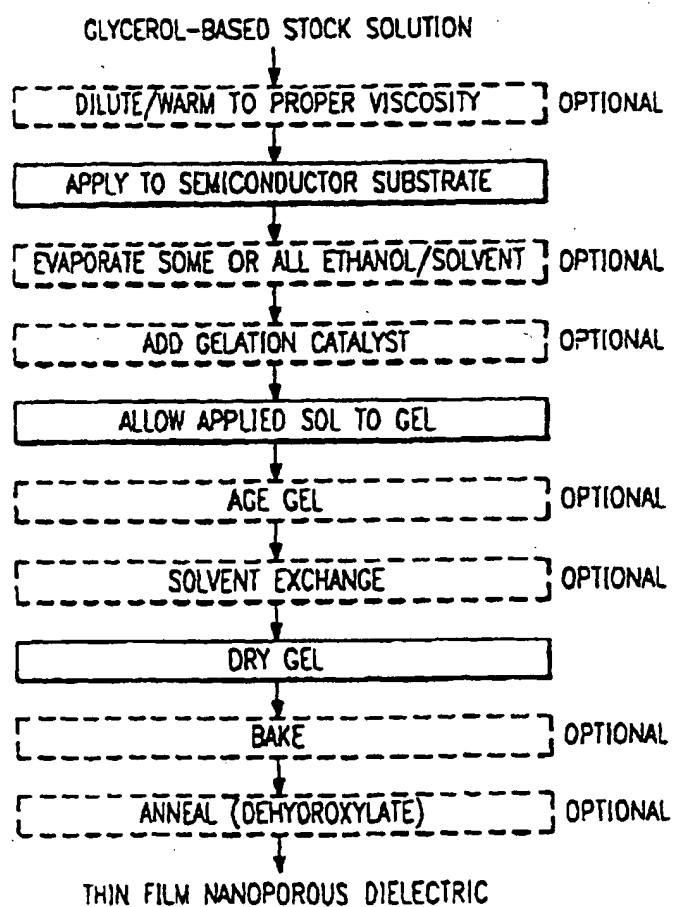 GLYCEROL-BASED STOCK SOLUTION
DILUTE/WARM TO PROPER VISCOSITY OPTIONAL
APPLY TO SEMICONDUCTOR SUBSTRATE
EVAPORATE SOME OR ALL ETHANOL/SOLVENT OPTIONAL
ADD GELATION CATALYST OPTIONAL
ALLOW APPLIED SOL TO GEL
AGE GEL OPTIONAL
SOLVENT EXCHANGE OPTIONAL
DRY GEL
BAKE OPTIONAL
ANNEAL (DEHYDROXYLATE) OPTIONAL
THIN FILM NANOPOROUS DIELECTRIC